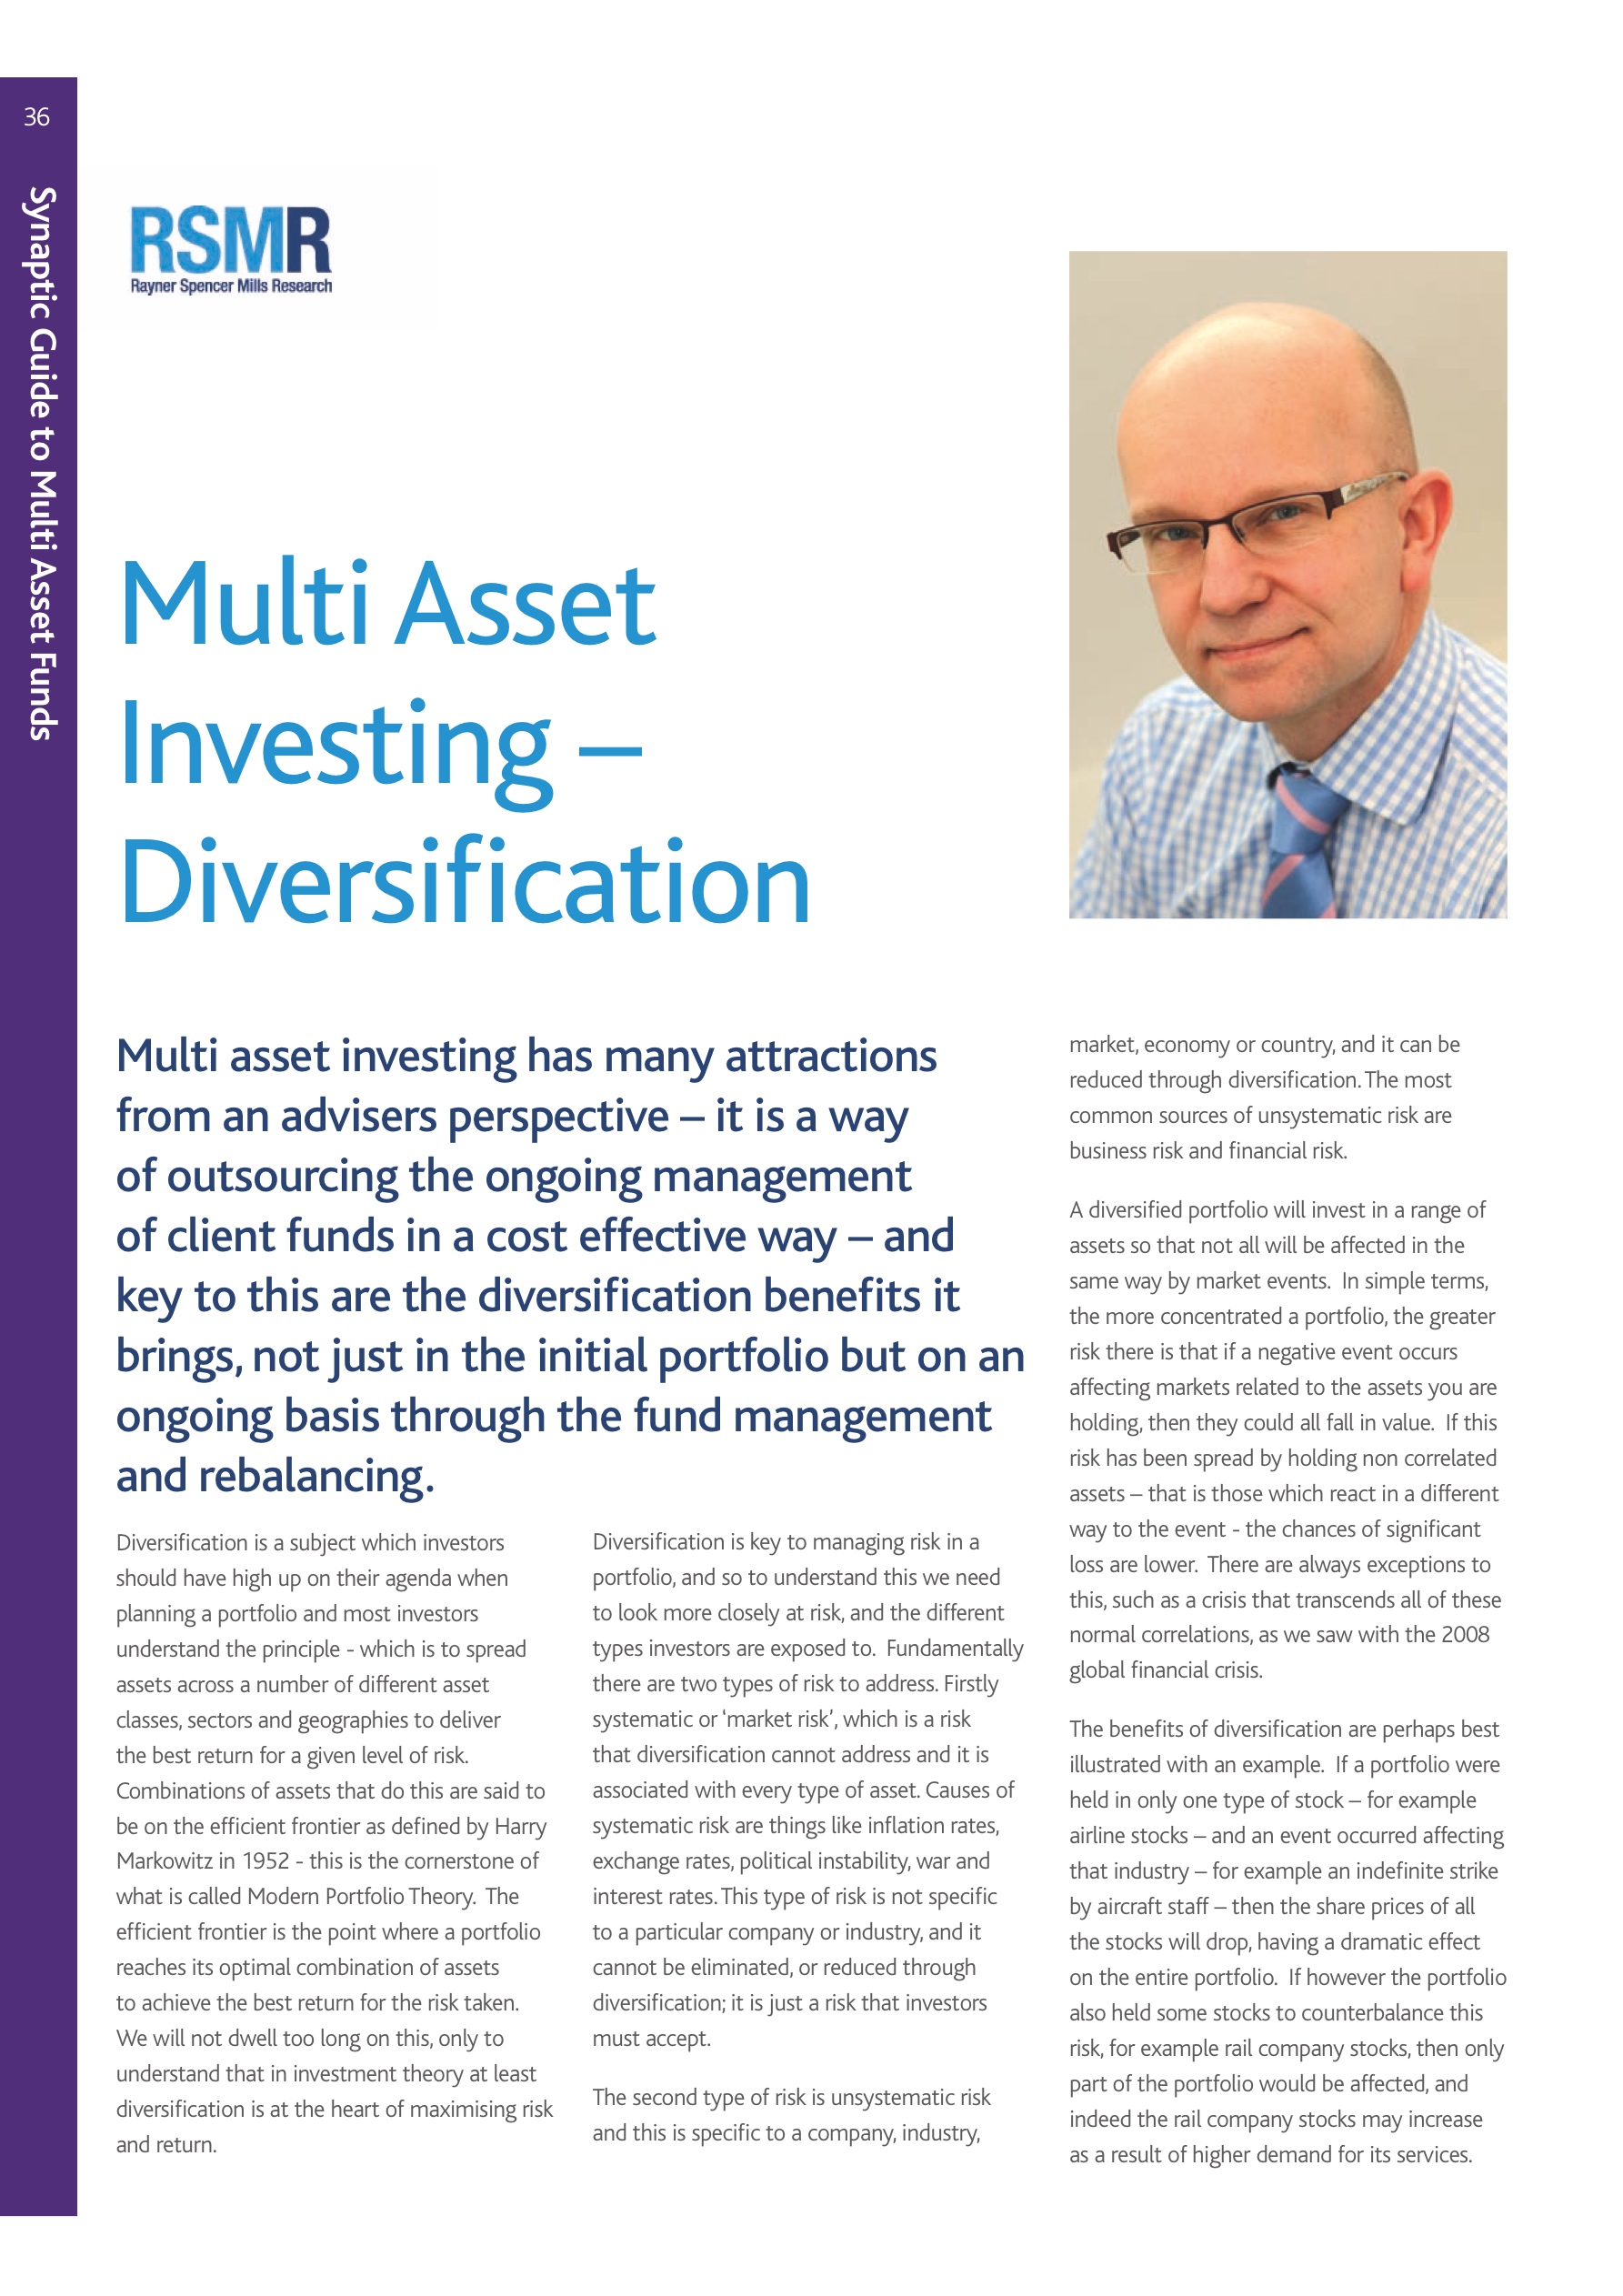 36
Synaptic Guide to Multi Asset Funds
RSMR
Rayner Spencer Mills Research
Multi Asset
Investing –
Diversification
Multi asset investing has many attractions
from an advisers perspective – it is a way
of outsourcing the ongoing management
of client funds in a cost effective way – and
key to this are the diversification benefits it
brings, not just in the initial portfolio but on an
ongoing basis through the fund management
and rebalancing.
Diversification is a subject which investors
should have high up on their agenda when
planning a portfolio and most investors
understand the principle - which is to spread
assets across a number of different asset
classes, sectors and geographies to deliver
the best return for a given level of risk.
Combinations of assets that do this are said to
be on the efficient frontier as defined by Harry
Markowitz in 1952 - this is the cornerstone of
what is called Modern Portfolio Theory.  The
efficient frontier is the point where a portfolio
reaches its optimal combination of assets
to achieve the best return for the risk taken.
We will not dwell too long on this, only to
understand that in investment theory at least
diversification is at the heart of maximising risk
and return.
Diversification is key to managing risk in a
portfolio, and so to understand this we need
to look more closely at risk, and the different
types investors are exposed to.  Fundamentally
there are two types of risk to address. Firstly
systematic or ‘market risk’, which is a risk
that diversification cannot address and it is
associated with every type of asset. Causes of
systematic risk are things like inflation rates,
exchange rates, political instability, war and
interest rates. This type of risk is not specific
to a particular company or industry, and it
cannot be eliminated, or reduced through
diversification; it is just a risk that investors
must accept.
The second type of risk is unsystematic risk
and this is specific to a company, industry,
market, economy or country, and it can be
reduced through diversification. The most
common sources of unsystematic risk are
business risk and financial risk.
A diversified portfolio will invest in a range of
assets so that not all will be affected in the
same way by market events.  In simple terms,
the more concentrated a portfolio, the greater
risk there is that if a negative event occurs
affecting markets related to the assets you are
holding, then they could all fall in value.  If this
risk has been spread by holding non correlated
assets – that is those which react in a different
way to the event - the chances of significant
loss are lower.  There are always exceptions to
this, such as a crisis that transcends all of these
normal correlations, as we saw with the 2008
global financial crisis.
The benefits of diversification are perhaps best
illustrated with an example.  If a portfolio were
held in only one type of stock – for example
airline stocks – and an event occurred affecting
that industry – for example an indefinite strike
by aircraft staff – then the share prices of all
the stocks will drop, having a dramatic effect
on the entire portfolio.  If however the portfolio
also held some stocks to counterbalance this
risk, for example rail company stocks, then only
part of the portfolio would be affected, and
indeed the rail company stocks may increase
as a result of higher demand for its services.